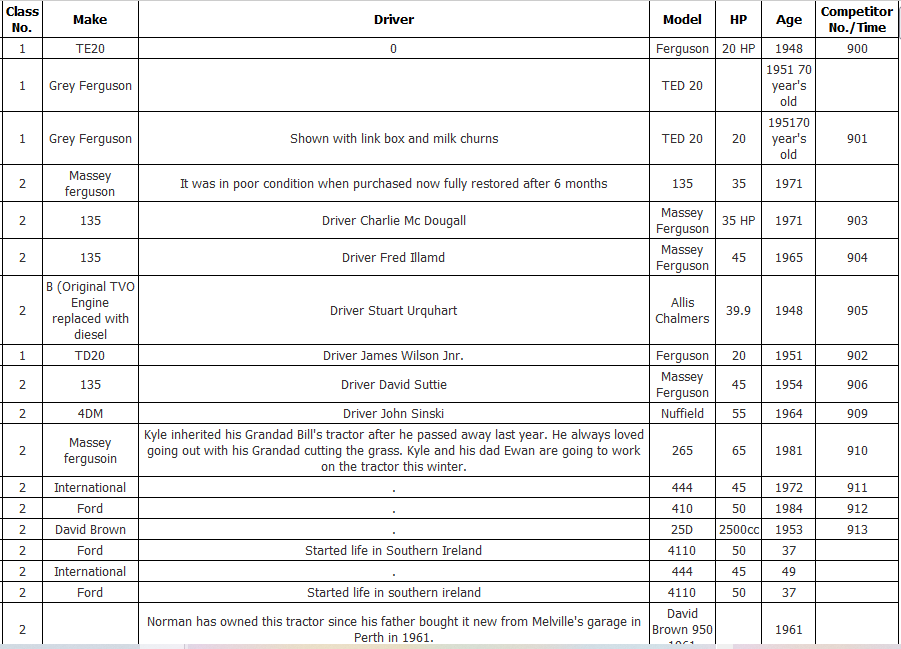 Class No. Make Driver Model HP Age Competitor No./Time
1 TE20 0 Ferguson 20 HP 1948 900
1 Grey Ferguson TED 20 1951 70 year's old
1 Grey Ferguson Shown with link box and milk churns TED 20 20 195170 year's old 901
2 Massey ferguson It was in poor condition when purchased now fully restored after 6 months 135 35 1971
2 135 Driver Charlie Mc Dougall Massey Ferguson 35 HP 1971 903
2 135 Driver Fred Illamd Massey Ferguson 45 1965 904
2 B (Original TVO Engine replaced with diesel Driver Stuart Urquhart Allis Chalmers 39.9 1948 905
1 TD20 Driver James Wilson Jnr. Ferguson 20 1951 902
2 135 Driver David Suttie Massey Ferguson 45 1954 906
2 4DM Driver John Sinski Nuffield 55 1964 909
2 Massey fergusoin Kyle inherited his Grandad Bill's tractor after he passed away last year. He always loved going out with his Grandad cutting the grass. Kyle and his dad Ewan are going to work on the tractor this winter. 265 65 1981 910
2 International . 444 45 1972 911
2 Ford . 410 50 1984 912
2 David Brown . 25D 2500cc 1953 913
2 Ford Started life in Southern Ireland 4110 50 37
2 International . 444 45 49
2 Ford Started life in southern ireland 4110 50 37
2 Norman has owned this tractor since his father bought it new from Melville's garage in Perth in 1961. David Brown 950 1961 1961